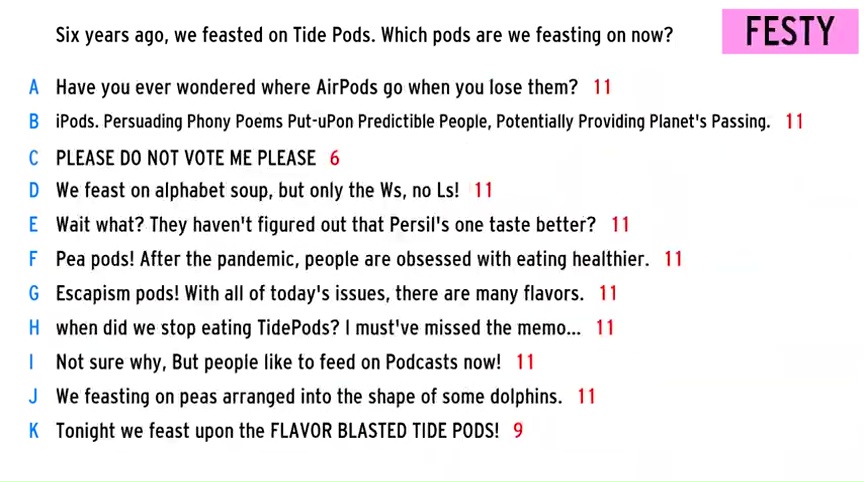 Six years ago, we feasted on Tide Pods. Which pods are we feasting on now?
FESTY
A Have you ever wondered where AirPods go when you lose them? 11
B iPods. Persuading Phony Poems Put-uPon Predictible People, Potentially Providing Planet's Passing. 11
C PLEASE DO NOT VOTE ME PLEASE 6
D We feast on alphabet soup, but only the Ws, no Ls! 11
E Wait what? They haven't figured out that Persil's one taste better? 11
F Pea pods! After the pandemic, people are obsessed with eating healthier. 11
G Escapism pods! With all of today's issues, there are many flavors. 11
H when did we stop eating TidePods? I must've missed the memo... 11
I Not sure why, But people like to feed on Podcasts now! 11
J We feasting on peas arranged into the shape of some dolphins. 11
K Tonight we feast upon the FLAVOR BLASTED TIDE PODS! 9